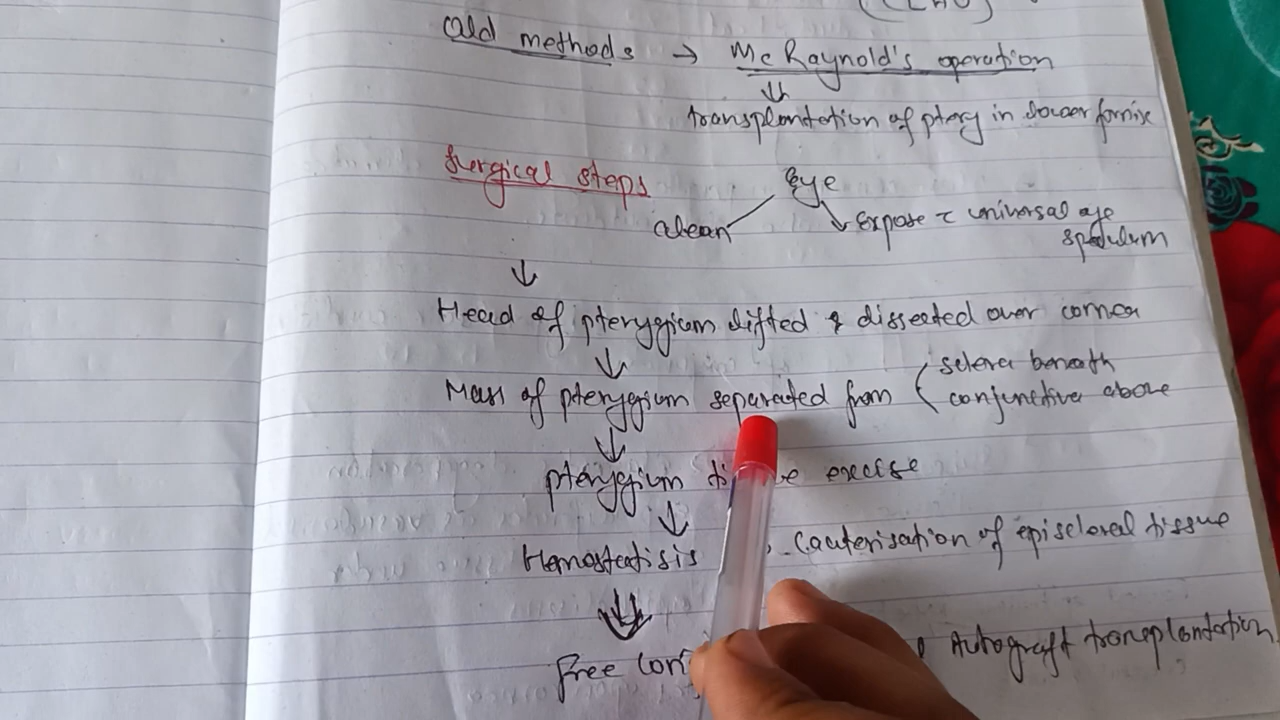 (LAU)
Old methods → Mc Raynold's operation
transplantation of ptery in lower fornix
Surgical steps
Eye
clean
Expose c universal eye
speculum
Head of pterygium lifted & dissected over cornea
Mass of pterygium separated from ( sclera beneath
conjunctiva above
pterygium excise
Hemostatisis , cauterisation of episcleral tissue
Free Autograft transplantation